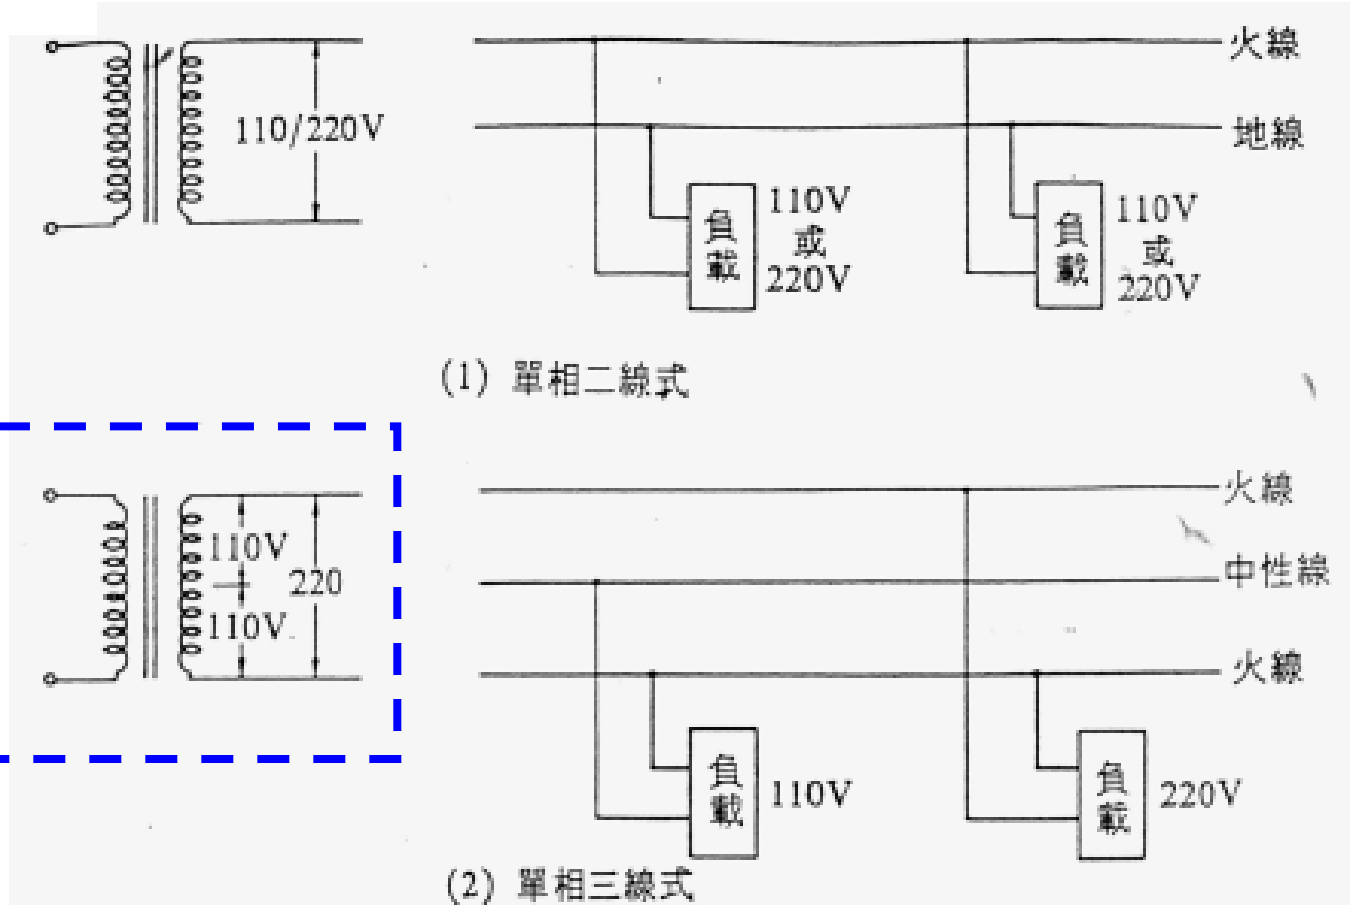 火線
110/220V
地線
負載
110V
或
220V
負載
110V
或
220V
(1) 單相二線式
火線
110V
220
中性線
110V
火線
負載
110V
負載
220V
(2) 單相三線式